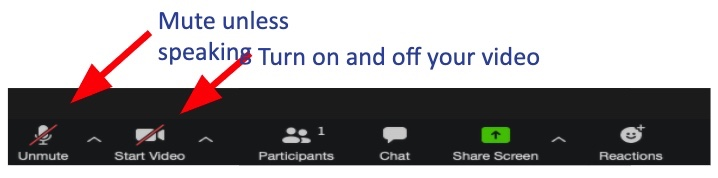 Mute unless
speaking
Turn on and off your video
1
Unmute
Start Video
Participants
Chat
Share Screen
Reactions